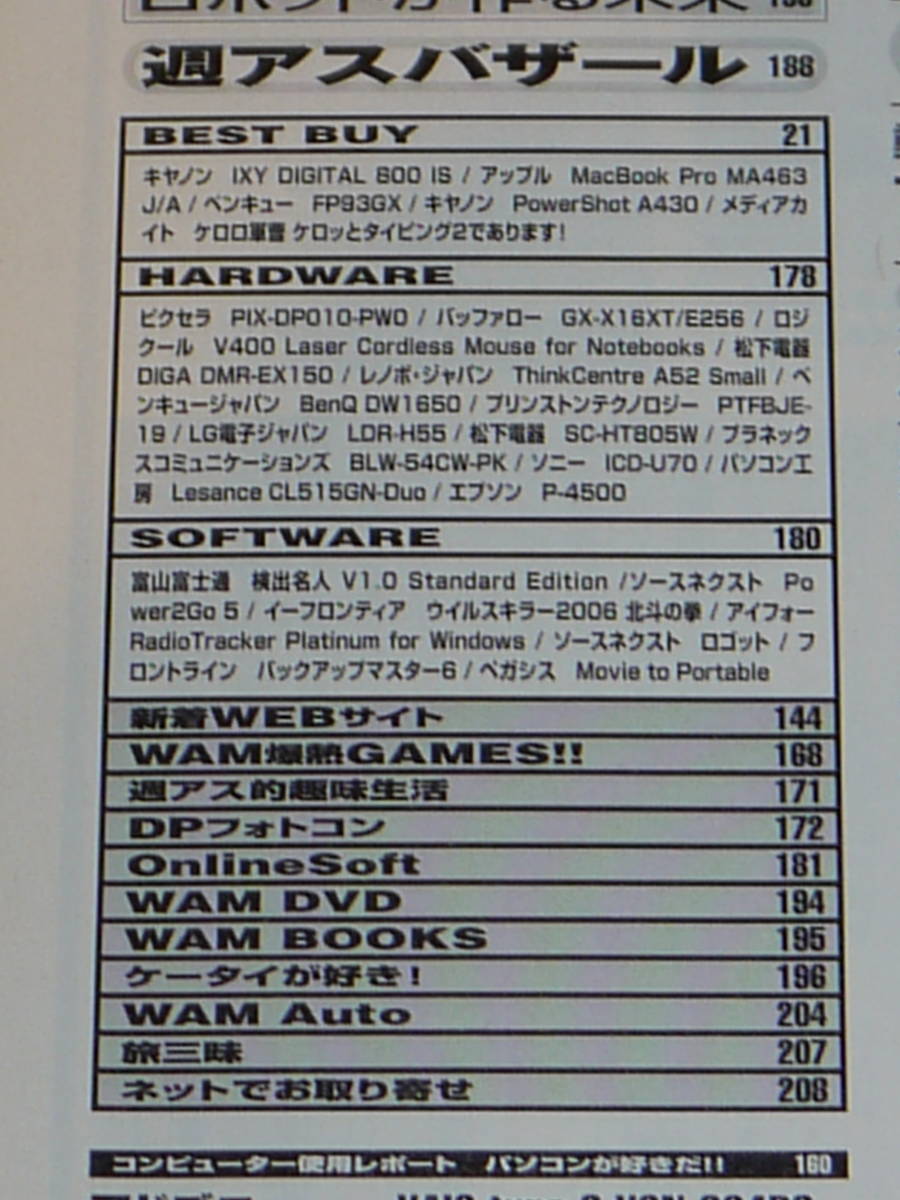 ロボットが作る未来
週アスバザール 188
BEST BUY 21
キヤノン IXY DIGITAL 800 IS / アップル MacBook Pro MA463
J/A / ベンキュー FP93GX / キヤノン PowerShot A430 / メディアカ
イト ケロロ軍曹 ケロッとタイピング2であります!
HARDWARE 178
ピクセラ PIX-DP010-PW0 / バッファロー GX-X16XT/E256 / ロジ
クール V400 Laser Cordless Mouse for Notebooks / 松下電器
DIGA DMR-EX150 / レノボ・ジャパン ThinkCentre A52 Small / ベ
ンキュージャパン BenQ DW1650 / プリンストンテクノロジー PTFBJE-
19 / LG電子ジャパン LDR-H55 / 松下電器 SC-HT805W / プラネック
スコミュニケーションズ BLW-54CW-PK / ソニー ICD-U70 / パソコン工
房 Lesance CL515GN-Duo / エプソン P-4500
SOFTWARE 180
富山富士通 検出名人 V1.0 Standard Edition /ソースネクスト Po
wer2Go 5 / イーフロンティア ウイルスキラー2006 北斗の拳 / アイフォー
RadioTracker Platinum for Windows / ソースネクスト ロゴット / フ
ロントライン バックアップマスター6 / ペガシス Movie to Portable
新着WEBサイト 144
WAM爆熱GAMES!! 168
週アス的趣味生活 171
DPフォトコン 172
OnlineSoft 181
WAM DVD 194
WAM BOOKS 195
ケータイが好き! 196
WAM Auto 204
旅三昧 207
ネットでお取り寄せ 208
コンピューター使用レポート パソコンが好きだ!! 160